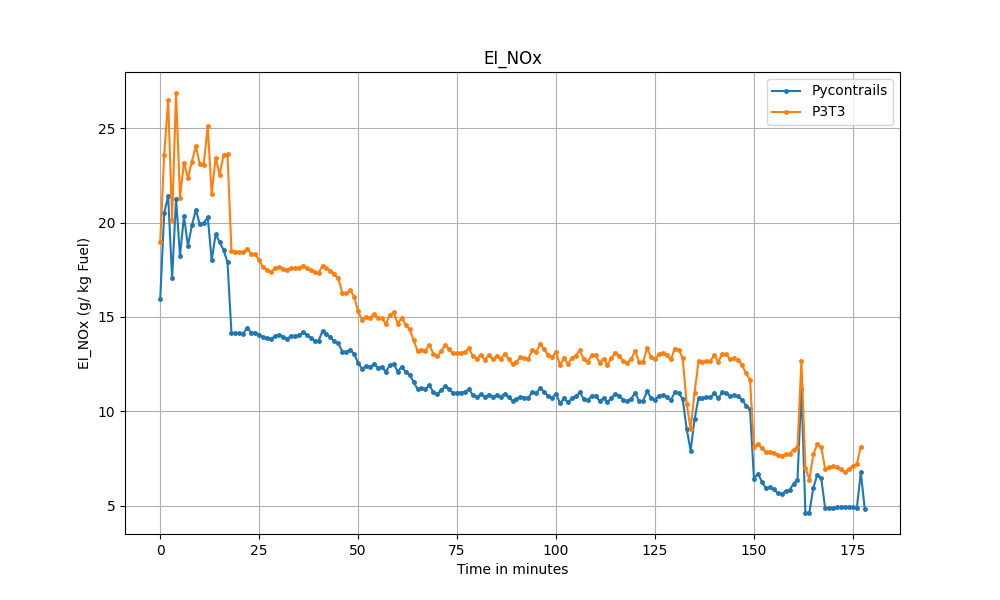 EI_NOx
Pycontrails
P3T3
EI_NOx (g/ kg Fuel)
25
20
15
10
5
0 25 50 75 100 125 150 175
Time in minutes